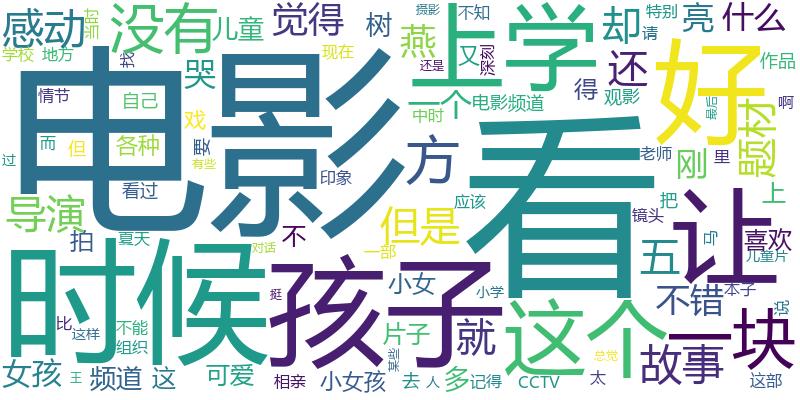 感动
当时
没有
儿童
觉得
摄影
不知
树
燕
又
深刻
上学
却
亮
特别
请
什么
学校
地方
找
哭
现在
还是
还
作品
情节
自己
一个
电影频道
得
观影
最后
啊
电影
看
好
题材
而
但
戏
要
各种
中时
方
过
有些
看过
印象
老师
里
刚
导演
但是
应该
把
镜头
上
让
拍
夏天
对话
不
一部
五
马
喜欢
儿童片
时候
孩子
小女
挺
小学
不错
本子
说
比
这样
不能
组织
片子
就
某些
这个
一块
总觉
故事
女孩
王
频道
这
可爱
相亲
小女孩
去
人
多
记得
CCTV
太
这部